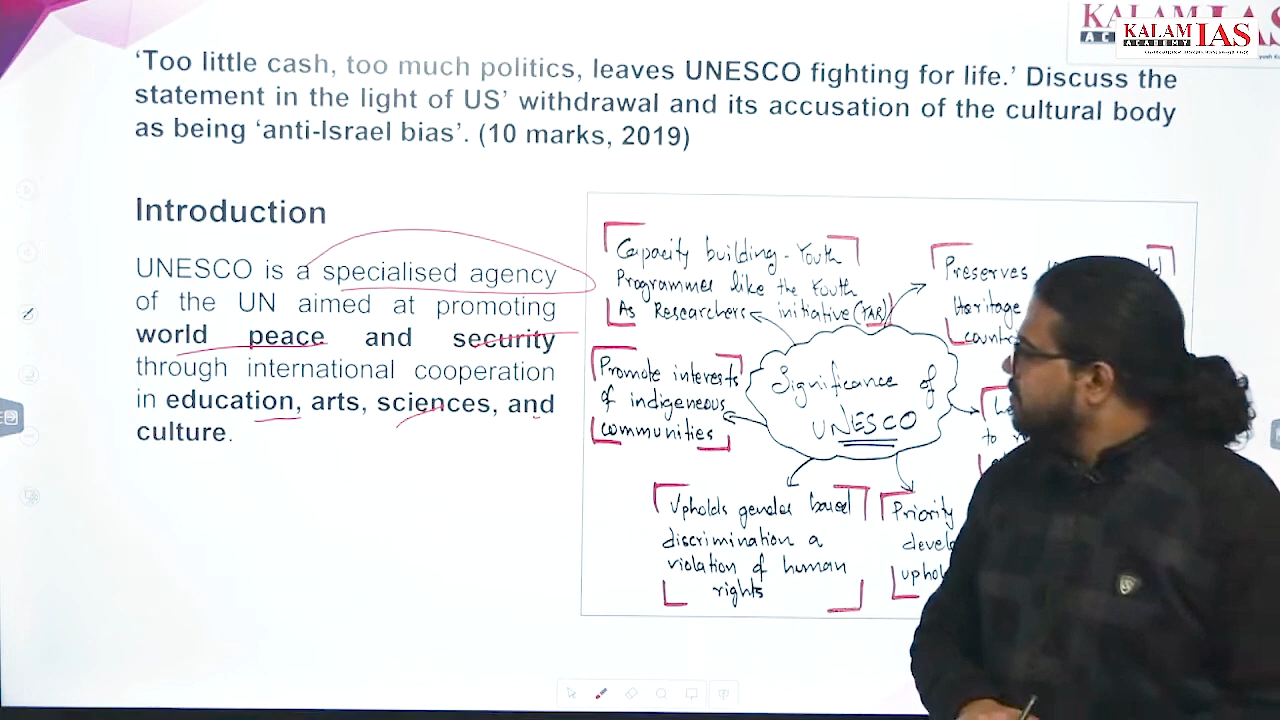 KALAM IAS
ACADEMY
‘Too little cash, too much politics, leaves UNESCO fighting for life.’ Discuss the
statement in the light of US’ withdrawal and its accusation of the cultural body
as being ‘anti-Israel bias’. (10 marks, 2019)
Introduction
UNESCO is a specialised agency
of the UN aimed at promoting
world peace and security
through international cooperation
in education, arts, sciences, and
culture.
Capacity building - Youth
Programmes like the Youth
As Researchers initiative (YAR)
Preserves
Heritage
Promote interests
of indigeneous
communities
Significance of
UNESCO
to
Upholds gender based
discrimination a
violation of human
rights
Priority